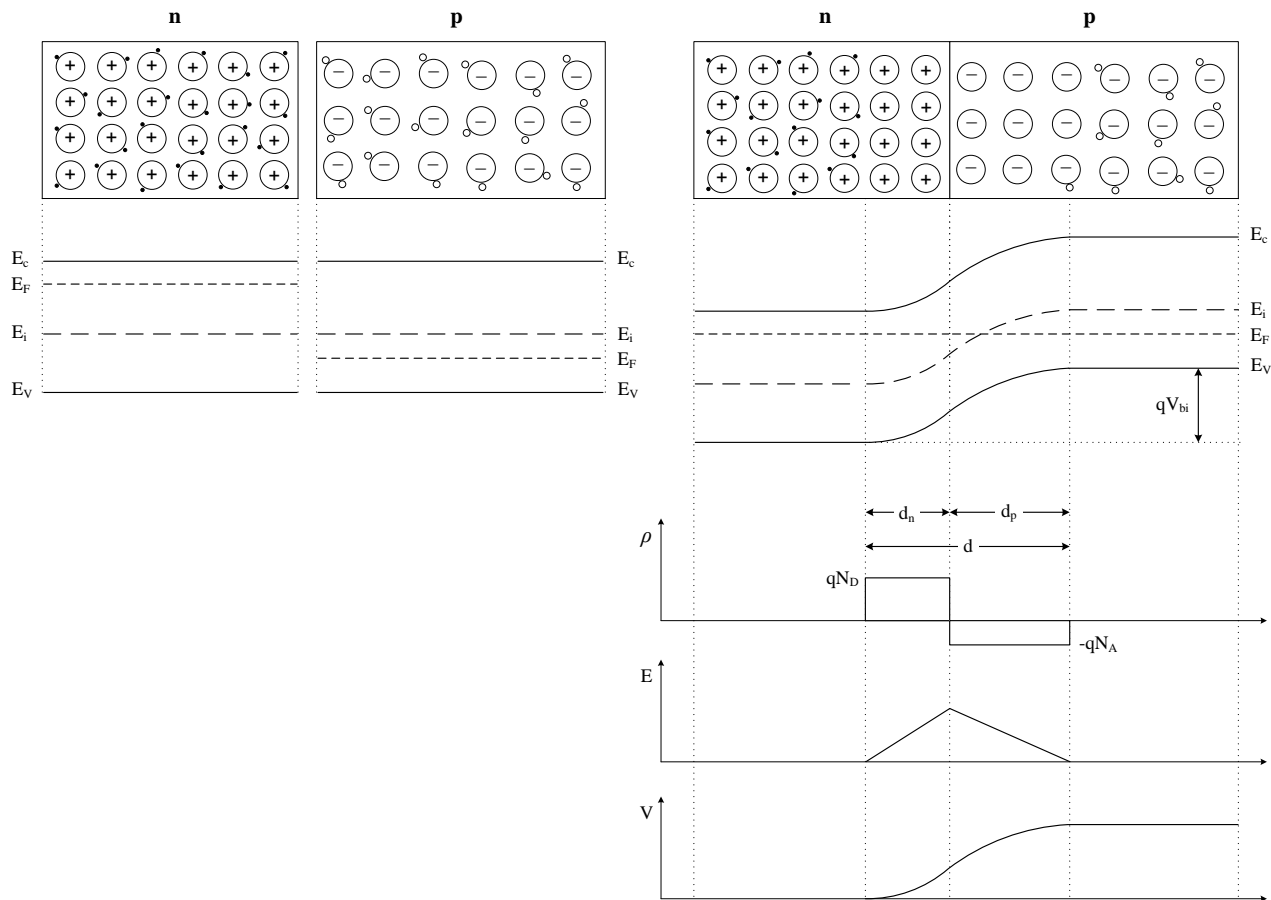 n
p
n
p
E_c
E_F
E_i
E_V
E_c
E_i
E_F
E_V
E_c
E_i
E_F
E_V
qV_bi
d_n
d_p
d
ρ
qN_D
-qN_A
E
V